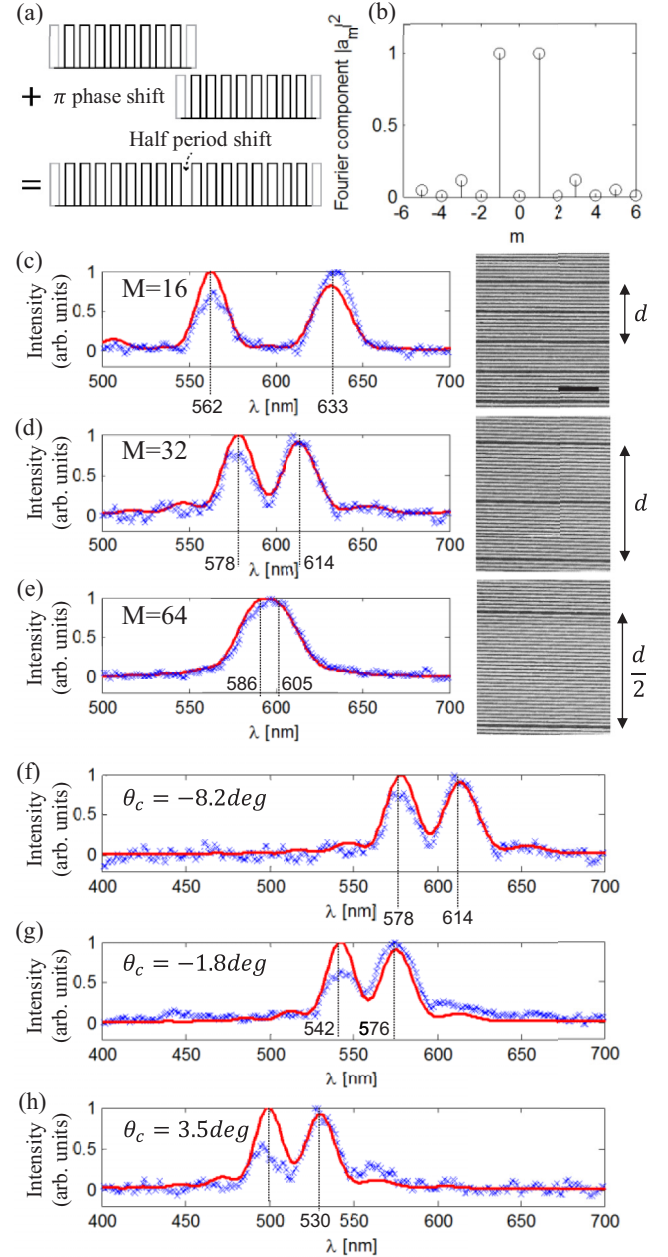 (a)
+ π phase shift
Half period shift
=
(b)
Fourier component |a_m|²
1
0.5
0
-6 -4 -2 0 2 4 6
m
(c)
Intensity
(arb. units)
1
0.5
0
M=16
500 550 600 650 700
562 λ [nm] 633
d
(d)
Intensity
(arb. units)
1
0.5
0
M=32
500 550 600 650 700
578 λ [nm] 614
d
(e)
Intensity
(arb. units)
1
0.5
0
M=64
586 605
500 550 600 650 700
λ [nm]
d
2
(f)
Intensity
(arb. units)
1
0.5
0
θc = −8.2deg
400 450 500 550 600 700
λ [nm] 578 614
(g)
Intensity
(arb. units)
1
0.5
0
θc = −1.8deg
542 576
400 450 500 550 600 650 700
λ [nm]
(h)
Intensity
(arb. units)
1
0.5
0
θc = 3.5deg
400 450 500 530 550 600 650 700
λ [nm]